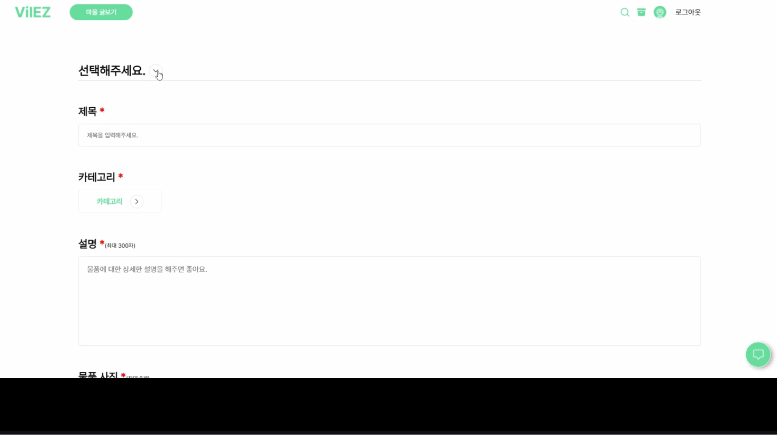 VilEZ
마을 글보기
로그아웃
선택해주세요.
제목 *
제목을 입력해주세요.
카테고리 *
카테고리
설명 *(최대 300자)
물품에 대한 상세한 설명을 해주면 좋아요.
물품 사진 *